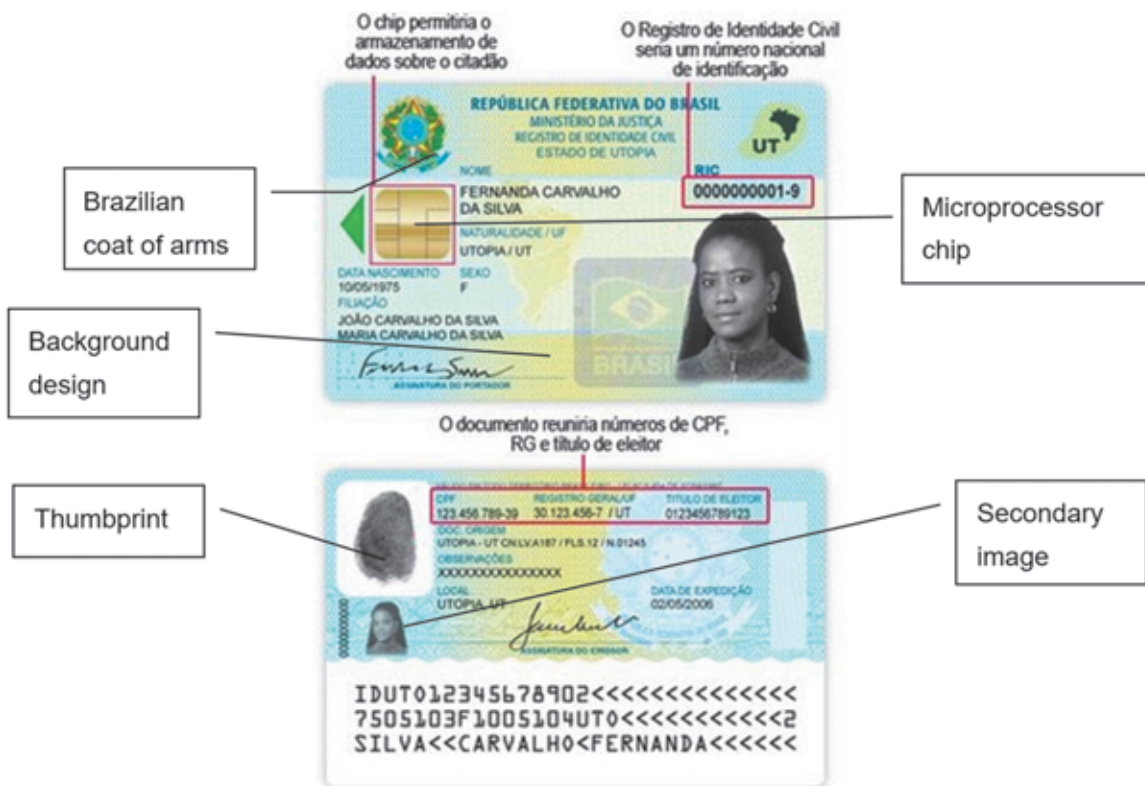 O chip permitiria o
armazenamento de
dados sobre o citadão
O Registro de Identidade Civil
seria um número nacional
de identificação
REPÚBLICA FEDERATIVA DO BRASIL
MINISTÉRIO DA JUSTIÇA
REGISTRO DE IDENTIDADE CIVIL
ESTADO DE UTOPIA
UT
Brazilian
coat of arms
NOME
FERNANDA CARVALHO
DA SILVA
RIC
0000000001-9
Microprocessor
chip
NATURALIDADE / UF
UTOPIA / UT
DATA NASCIMENTO SEXO
10/05/1975 F
FILIAÇÃO
JOÃO CARVALHO DA SILVA
MARIA CARVALHO DA SILVA
BRASIL
ASSINATURA DO PORTADOR
Background
design
O documento reuniria números de CPF,
RG e título de eleitor
Thumbprint
CPF REGISTRO GERAL/UF TITULO DE ELEITOR
123.456.789-39 30.123.456-7 / UT 0123456789123
DOC. ORIGEM
UTOPIA - UT CN.LV.A187 / FLS.12 / N.01245
OBSERVAÇÕES
XXXXXXXXXXXXXXX
LOCAL DATA DE EXPEDIÇÃO
UTOPIA, UT 02/05/2006
ASSINATURA DO EMISSOR
Secondary
image
IDUTO12345678902<<<<<<<<<<<<<<
7505103F1005104UTO<<<<<<<<<<<2
SILVA<<CARVALHO<FERNANDA<<<<<<